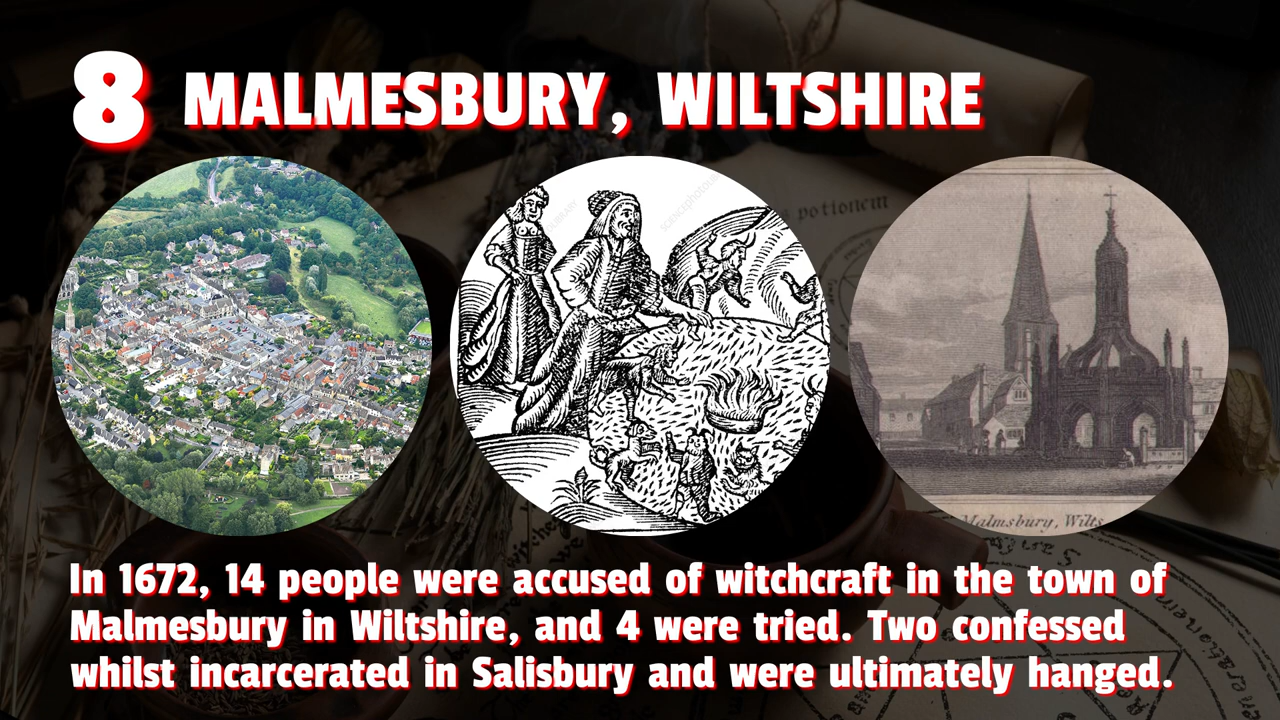 8 MALMESBURY, WILTSHIRE
potionem
Malmsbury, Wilts
In 1672, 14 people were accused of witchcraft in the town of
Malmesbury in Wiltshire, and 4 were tried. Two confessed
whilst incarcerated in Salisbury and were ultimately hanged.